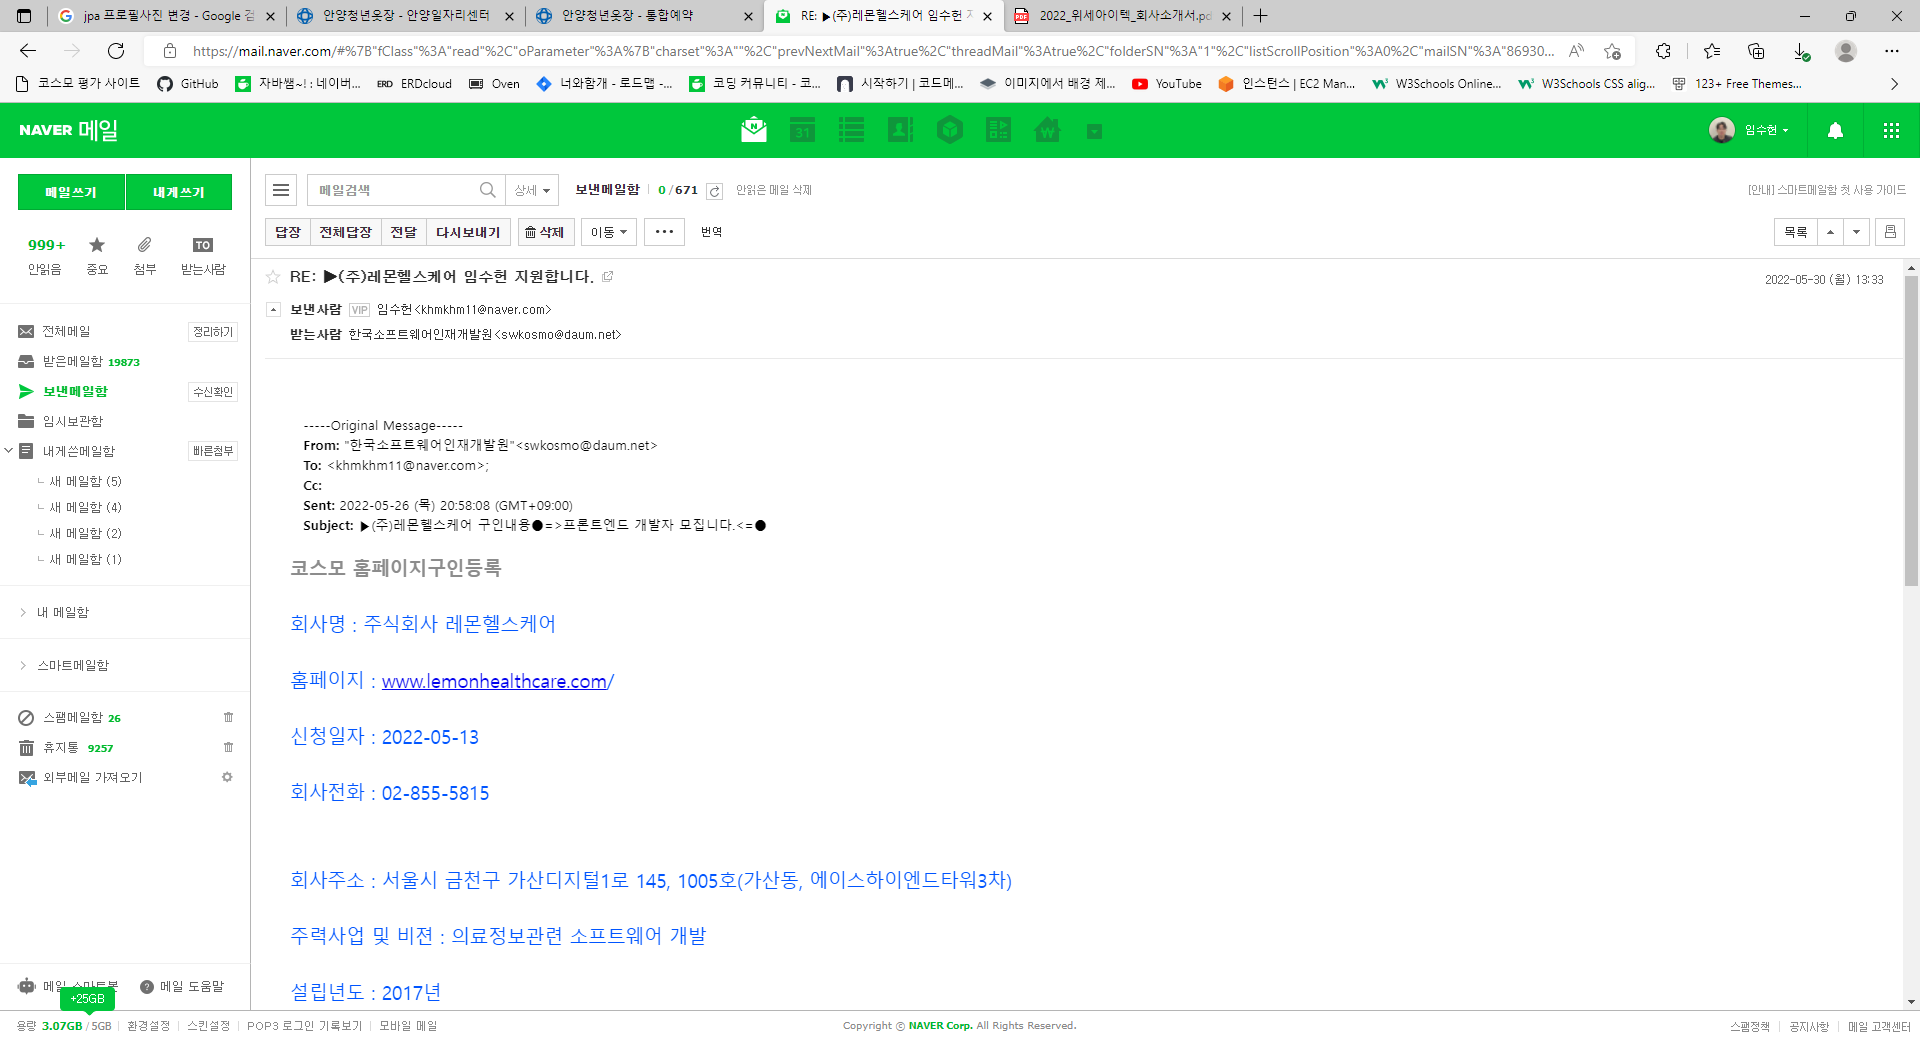 jpa 프로필사진 변경 - Google 검
안양청년옷장 - 안양일자리센터
안양청년옷장 - 통합예약
RE: ▶(주)레몬헬스케어 임수헌 지
2022_위세아이텍_회사소개서.pd
https://mail.naver.com/#%7B"fClass"%3A"read"%2C"oParameter"%3A%7B"charset"%3A""%2C"prevNextMail"%3Atrue%2C"threadMail"%3Atrue%2C"folderSN"%3A"1"%2C"listScrollPosition"%3A0%2C"mailSN"%3A"86930...
코스모 평가 사이트 GitHub 자바쌤~! : 네이버... ERD ERDcloud Oven 너와함개 - 로드맵 -... 코딩 커뮤니티 - 코... 시작하기 | 코드메... 이미지에서 배경 제... YouTube 인스턴스 | EC2 Man... W3Schools Online... W3Schools CSS alig... 123+ Free Themes...
NAVER 메일
31
임수헌
메일쓰기 내게쓰기
메일검색 상세 보낸메일함 0/671 안읽은 메일 삭제
[안내] 스마트메일함 첫 사용 가이드
답장 전체답장 전달 다시보내기 삭제 이동 ••• 번역
목록
999+ TO
안읽음 중요 첨부 받는사람
RE: ▶(주)레몬헬스케어 임수헌 지원합니다.
2022-05-30 (월) 13:33
보낸사람 VIP 임수헌<khmkhm11@naver.com>
받는사람 한국소프트웨어인재개발원<swkosmo@daum.net>
전체메일 정리하기
받은메일함 19873
보낸메일함 수신확인
임시보관함
내게쓴메일함 빠른첨부
새 메일함 (5)
새 메일함 (4)
새 메일함 (2)
새 메일함 (1)
내 메일함
스마트메일함
스팸메일함 26
휴지통 9257
외부메일 가져오기
-----Original Message-----
From: "한국소프트웨어인재개발원"<swkosmo@daum.net>
To: <khmkhm11@naver.com>;
Cc:
Sent: 2022-05-26 (목) 20:58:08 (GMT+09:00)
Subject: ▶(주)레몬헬스케어 구인내용●=>프론트엔드 개발자 모집니다.<=●
코스모 홈페이지구인등록
회사명 : 주식회사 레몬헬스케어
홈페이지 : www.lemonhealthcare.com/
신청일자 : 2022-05-13
회사전화 : 02-855-5815
회사주소 : 서울시 금천구 가산디지털1로 145, 1005호(가산동, 에이스하이엔드타워3차)
주력사업 및 비젼 : 의료정보관련 소프트웨어 개발
설립년도 : 2017년
메일 스마트봇 메일 도움말
+25GB
용량 3.07GB / 5GB 환경설정 스킨설정 POP3 로그인 기록보기 모바일 메일
Copyright © NAVER Corp. All Rights Reserved.
스팸정책 공지사항 메일 고객센터